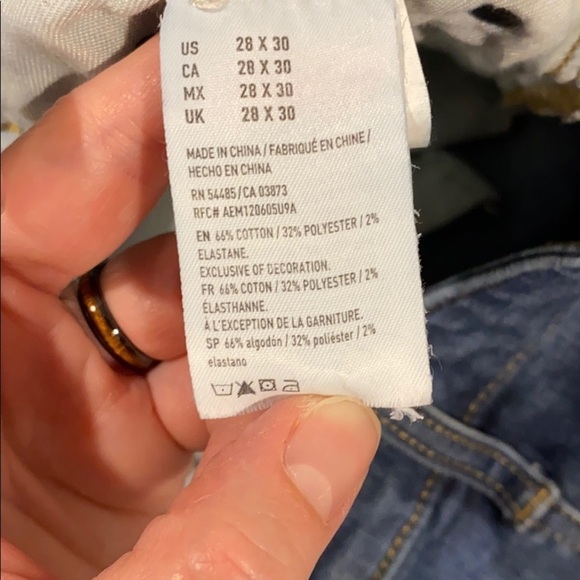 US 28 X 30
CA 28 X 30
MX 28 X 30
UK 28 X 30
MADE IN CHINA / FABRIQUÉ EN CHINE /
HECHO EN CHINA
RN 54485 / CA 03873
RFC# AEM120605U9A
EN 66% COTTON / 32% POLYESTER / 2%
ELASTANE.
EXCLUSIVE OF DECORATION.
FR 66% COTON / 32% POLYESTER / 2%
ÉLASTHANNE.
À L'EXCEPTION DE LA GARNITURE.
SP 66% algodón / 32% poliéster / 2%
elastano